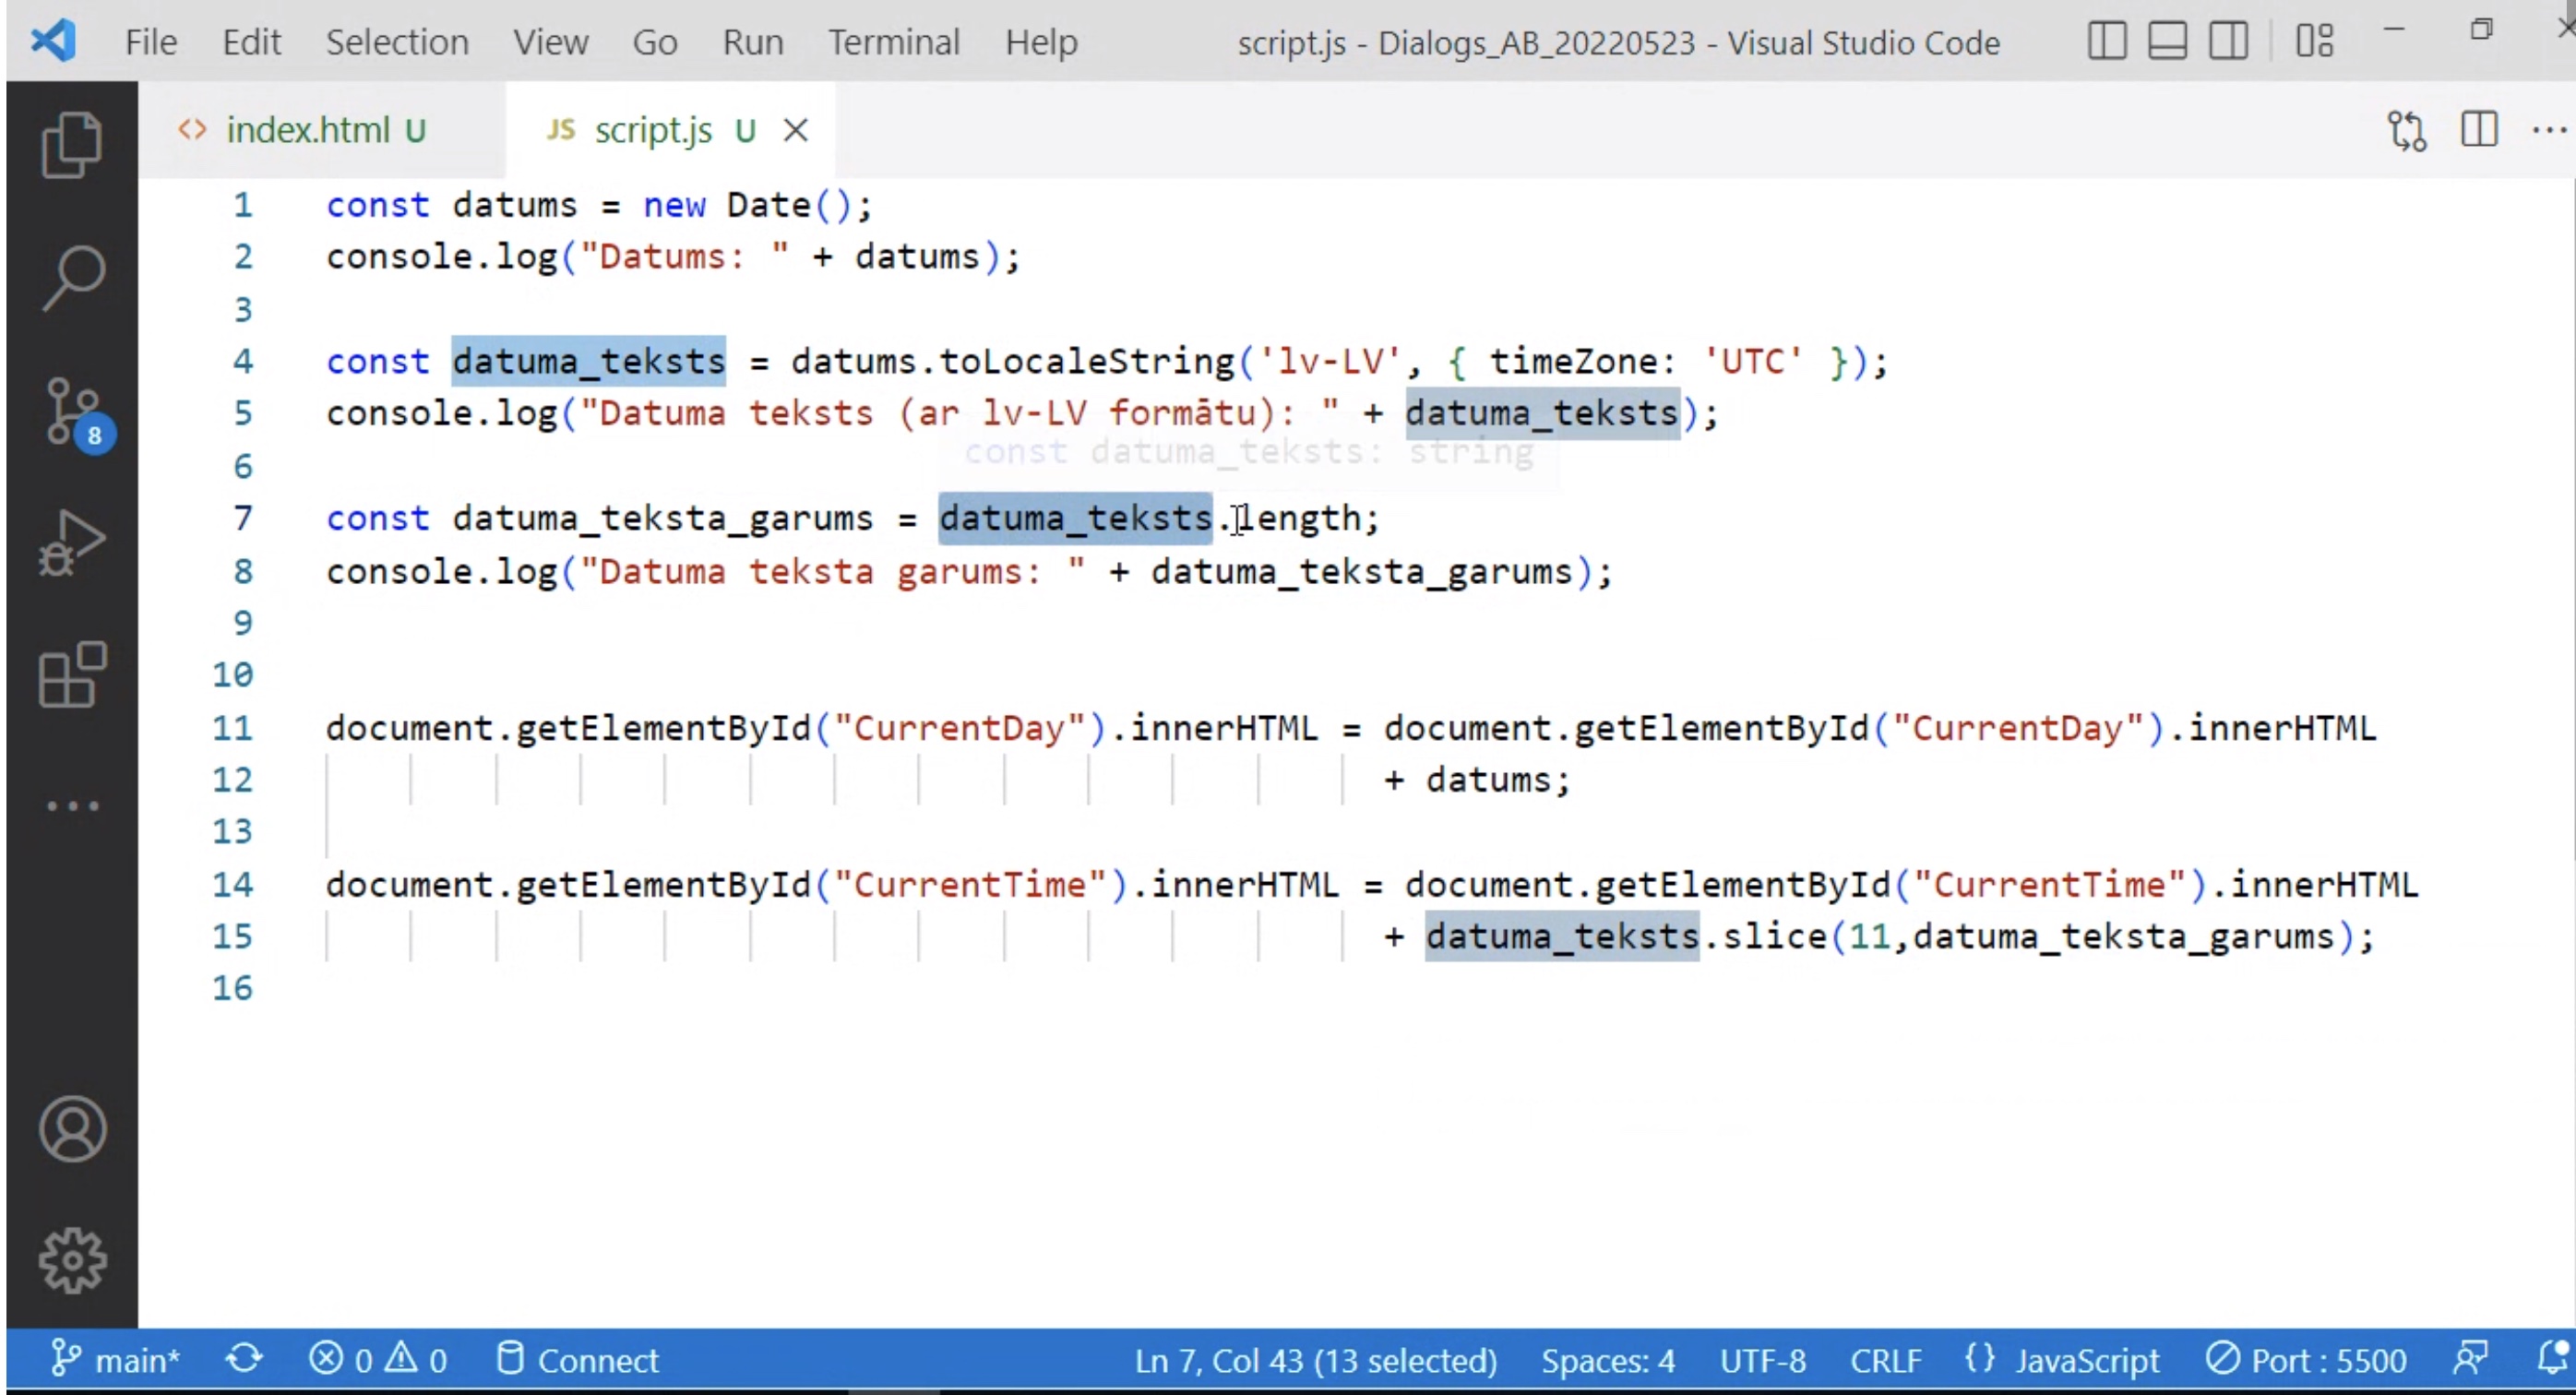 File Edit Selection View Go Run Terminal Help script.js - Dialogs_AB_20220523 - Visual Studio Code
<> index.html U JS script.js U
1 const datums = new Date();
2 console.log("Datums: " + datums);
3
4 const datuma_teksts = datums.toLocaleString('lv-LV', { timeZone: 'UTC' });
5 console.log("Datuma teksts (ar lv-LV formātu): " + datuma_teksts);
const datuma_teksts: string
6
7 const datuma_teksta_garums = datuma_teksts.length;
8 console.log("Datuma teksta garums: " + datuma_teksta_garums);
8
9
10
11 document.getElementById("CurrentDay").innerHTML = document.getElementById("CurrentDay").innerHTML
12 + datums;
13
14 document.getElementById("CurrentTime").innerHTML = document.getElementById("CurrentTime").innerHTML
15 + datuma_teksts.slice(11,datuma_teksta_garums);
16
main* 0 0 Connect Ln 7, Col 43 (13 selected) Spaces: 4 UTF-8 CRLF {} JavaScript Port : 5500